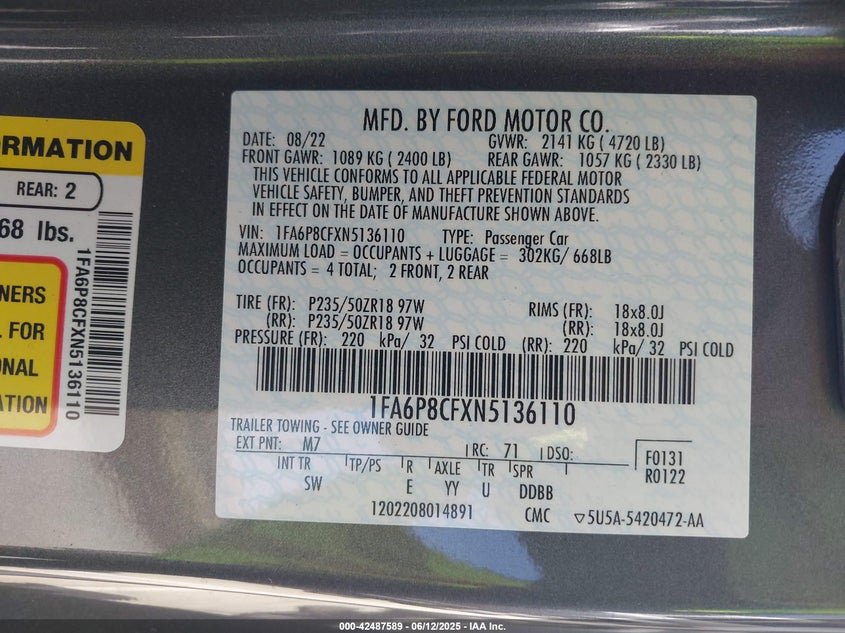 ORMATION
REAR: 2
68 lbs.
NERS
L FOR
ONAL
ATION
1FA6P8CFXN5136110
MFD. BY FORD MOTOR CO.
DATE: 08/22 GVWR: 2141 KG ( 4720 LB)
FRONT GAWR: 1089 KG ( 2400 LB) REAR GAWR: 1057 KG ( 2330 LB)
THIS VEHICLE CONFORMS TO ALL APPLICABLE FEDERAL MOTOR
VEHICLE SAFETY, BUMPER, AND THEFT PREVENTION STANDARDS
IN EFFECT ON THE DATE OF MANUFACTURE SHOWN ABOVE.
VIN: 1FA6P8CFXN5136110 TYPE: Passenger Car
MAXIMUM LOAD = OCCUPANTS + LUGGAGE = 302KG/ 668LB
OCCUPANTS = 4 TOTAL; 2 FRONT, 2 REAR
TIRE (FR): P235/50ZR18 97W RIMS (FR): 18x8.0J
(RR): P235/50ZR18 97W (RR): 18x8.0J
PRESSURE (FR): 220 kPa/ 32 PSI COLD (RR): 220 kPa/ 32 PSI COLD
1FA6P8CFXN5136110
TRAILER TOWING - SEE OWNER GUIDE
EXT PNT: M7 RC: 71 DSO: F0131
R0122
INT TR TP/PS R AXLE TR SPR
SW E YY U DDBB
1202208014891 CMC ▽5U5A-5420472-AA
000-42487589 - 06/12/2025 - IAA Inc.